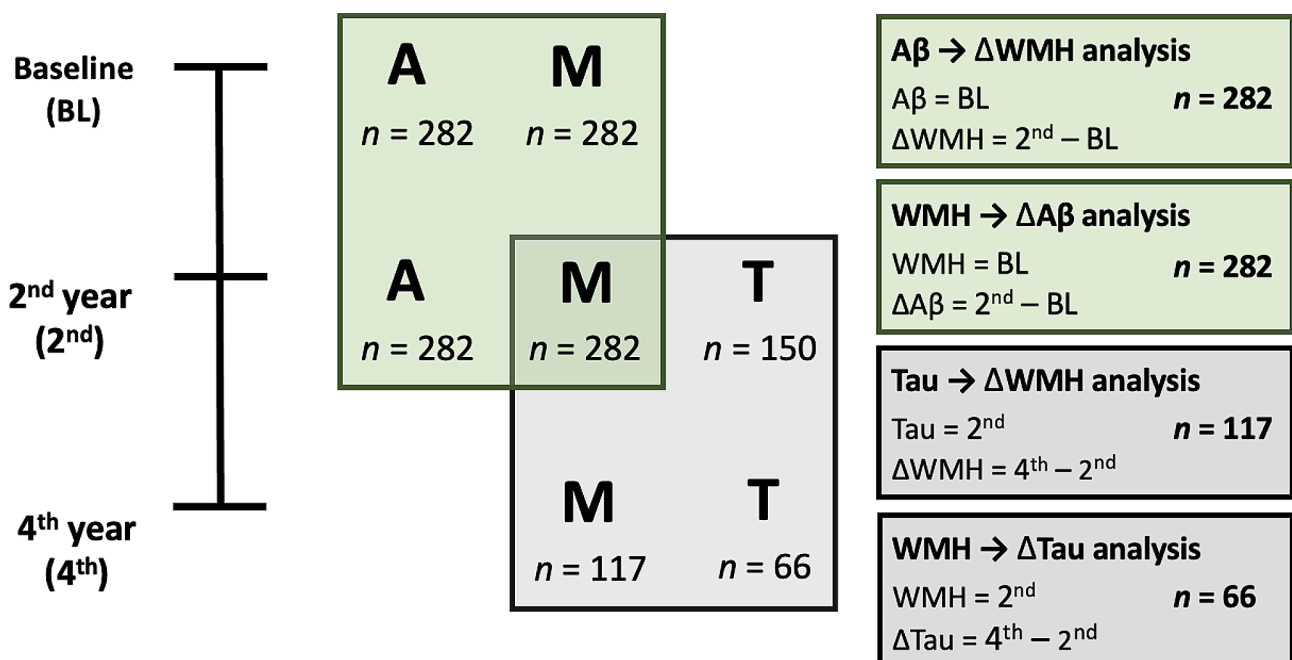 Baseline
(BL)
2nd year
(2nd)
4th year
(4th)
A M
n = 282 n = 282
A M T
n = 282 n = 282 n = 150
M T
n = 117 n = 66
Aβ → ΔWMH analysis
Aβ = BL n = 282
ΔWMH = 2nd – BL
WMH → ΔAβ analysis
WMH = BL n = 282
ΔAβ = 2nd – BL
Tau → ΔWMH analysis
Tau = 2nd n = 117
ΔWMH = 4th – 2nd
WMH → ΔTau analysis
WMH = 2nd n = 66
ΔTau = 4th – 2nd